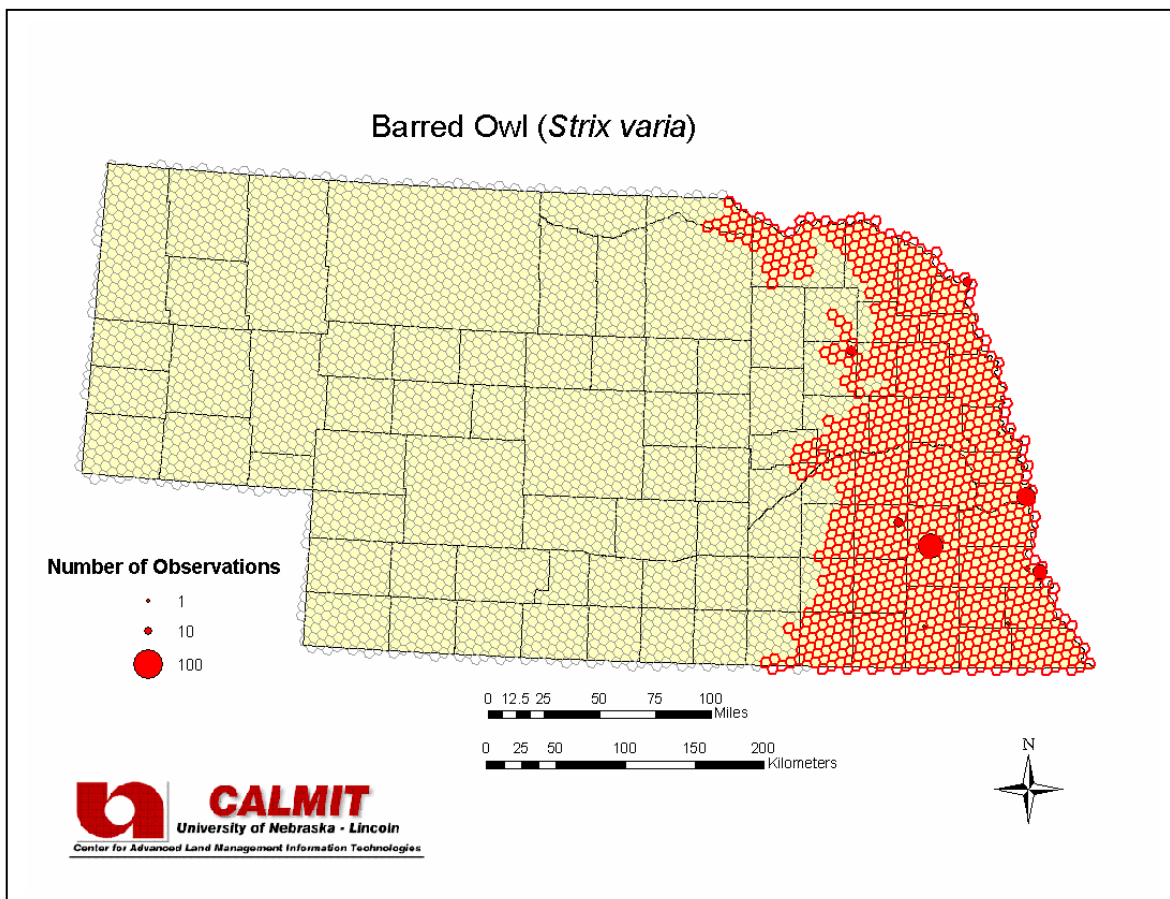 Barred Owl (Strix varia)
Number of Observations
1
10
100
0 12.5 25 50 75 100
Miles
0 25 50 100 150 200
Kilometers
N
CALMIT
University of Nebraska - Lincoln
Center for Advanced Land Management Information Technologies